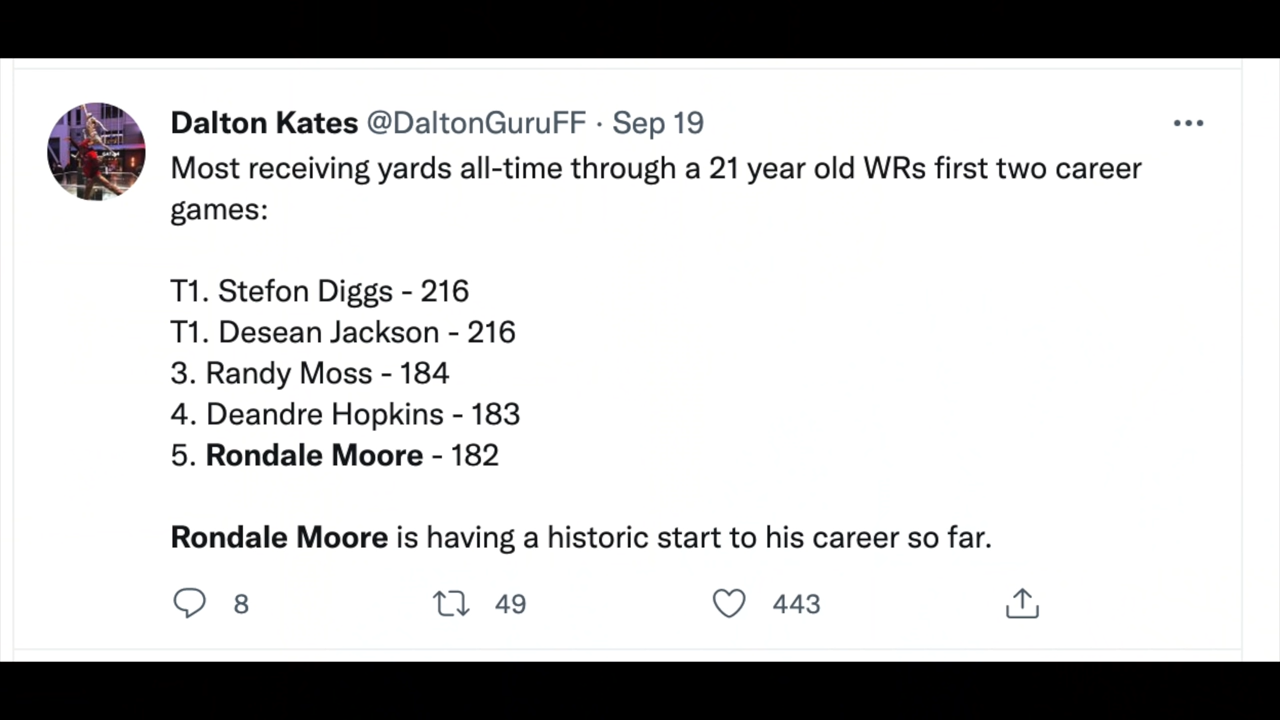 Dalton Kates @DaltonGuruFF · Sep 19
Most receiving yards all-time through a 21 year old WRs first two career
games:
T1. Stefon Diggs - 216
T1. Desean Jackson - 216
3. Randy Moss - 184
4. Deandre Hopkins - 183
5. Rondale Moore - 182
Rondale Moore is having a historic start to his career so far.
8 49 443